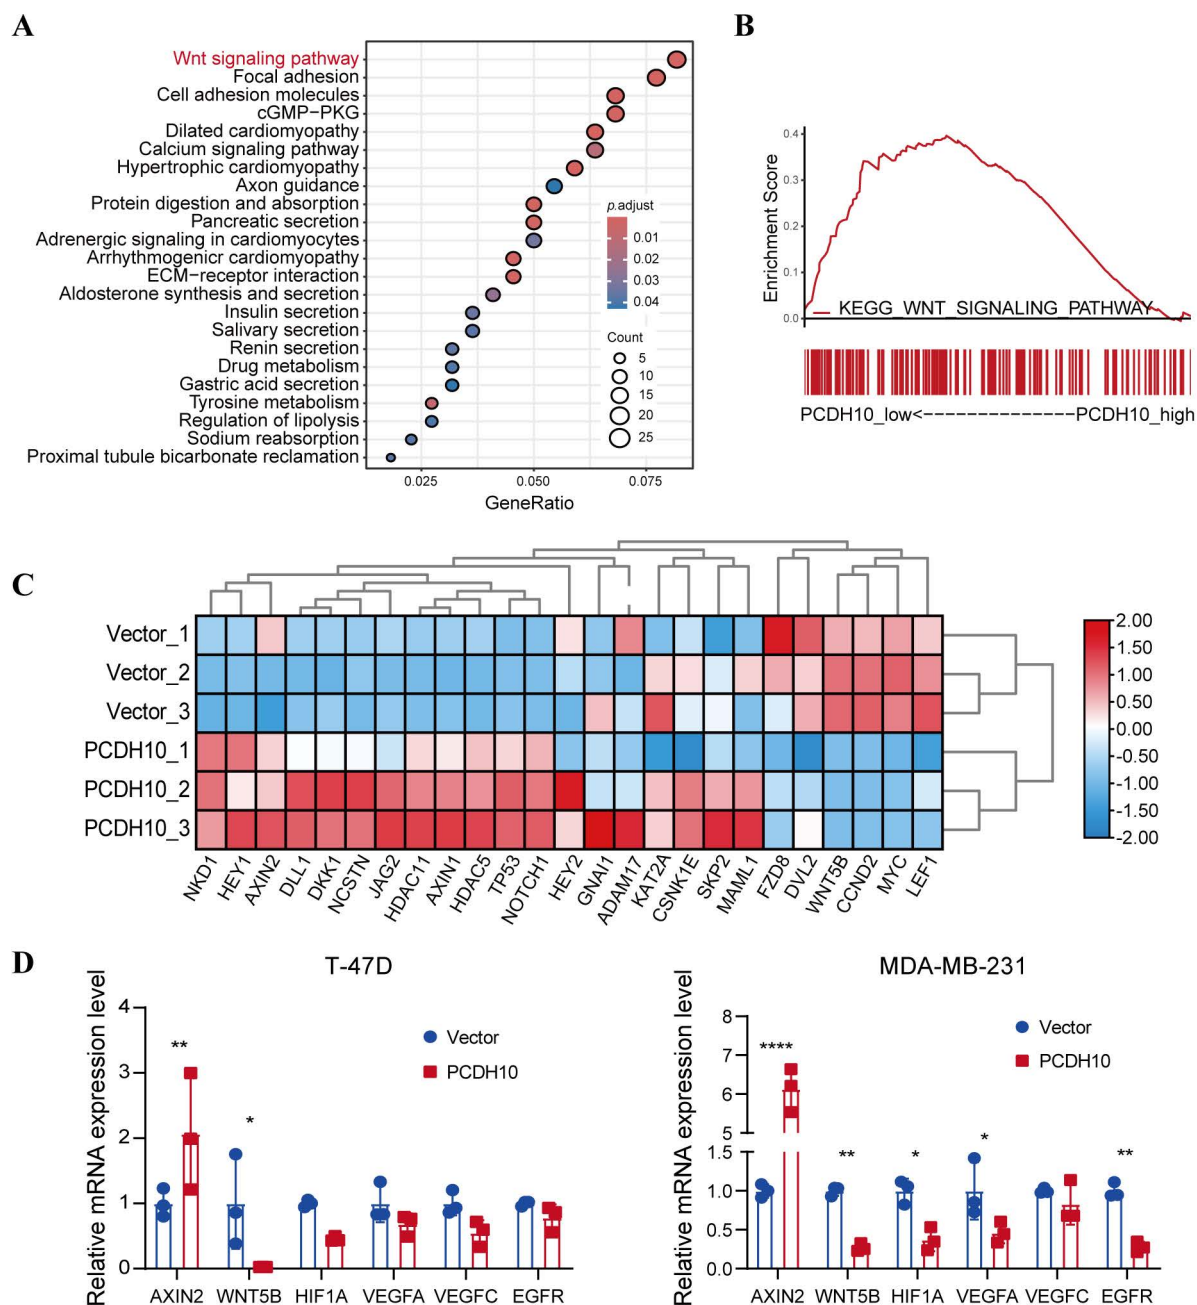 A
Wnt signaling pathway
Focal adhesion
Cell adhesion molecules
cGMP−PKG
Dilated cardiomyopathy
Calcium signaling pathway
Hypertrophic cardiomyopathy
Axon guidance
Protein digestion and absorption
Pancreatic secretion
Adrenergic signaling in cardiomyocytes
Arrhythmogenicr cardiomyopathy
ECM−receptor interaction
Aldosterone synthesis and secretion
Insulin secretion
Salivary secretion
Renin secretion
Drug metabolism
Gastric acid secretion
Tyrosine metabolism
Regulation of lipolysis
Sodium reabsorption
Proximal tubule bicarbonate reclamation
p.adjust
0.01
0.02
0.03
0.04
Count
5
10
15
20
25
0.025 0.050 0.075
GeneRatio
B
Enrichment Score
0.4
0.3
0.2
0.1
0.0
KEGG_WNT_SIGNALING_PATHWAY
PCDH10_low<---------------PCDH10_high
C
Vector_1
Vector_2
Vector_3
PCDH10_1
PCDH10_2
PCDH10_3
NKD1 HEY1 AXIN2 DLL1 DKK1 NCSTN JAG2 HDAC11 AXIN1 HDAC5 TP53 NOTCH1 HEY2 GNAI1 ADAM17 KAT2A CSNK1E SKP2 MAML1 FZD8 DVL2 WNT5B CCND2 MYC LEF1
2.00
1.50
1.00
0.50
0.00
-0.50
-1.00
-1.50
-2.00
D
T-47D
Relative mRNA expression level
4
3
2
1
0
** *
Vector
PCDH10
AXIN2 WNT5B HIF1A VEGFA VEGFC EGFR
MDA-MB-231
Relative mRNA expression level
8
7
6
5
1.5
1.0
0.5
0.0
**** ** * * **
Vector
PCDH10
AXIN2 WNT5B HIF1A VEGFA VEGFC EGFR